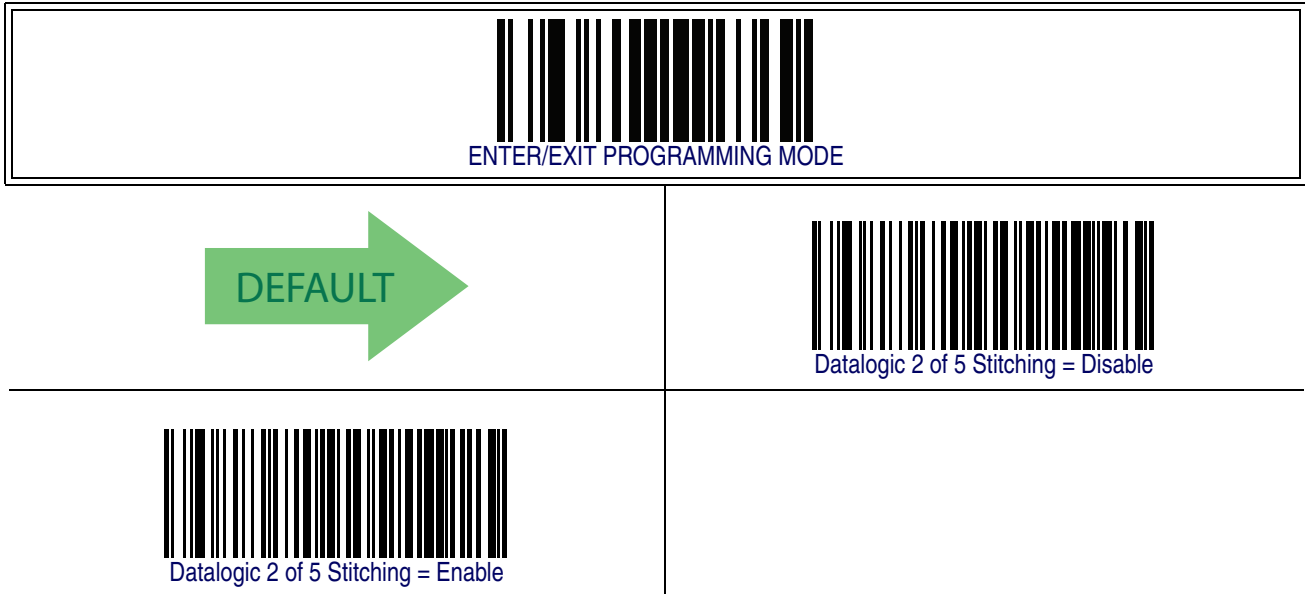 ENTER/EXIT PROGRAMMING MODE
DEFAULT
Datalogic 2 of 5 Stitching = Disable
Datalogic 2 of 5 Stitching = Enable